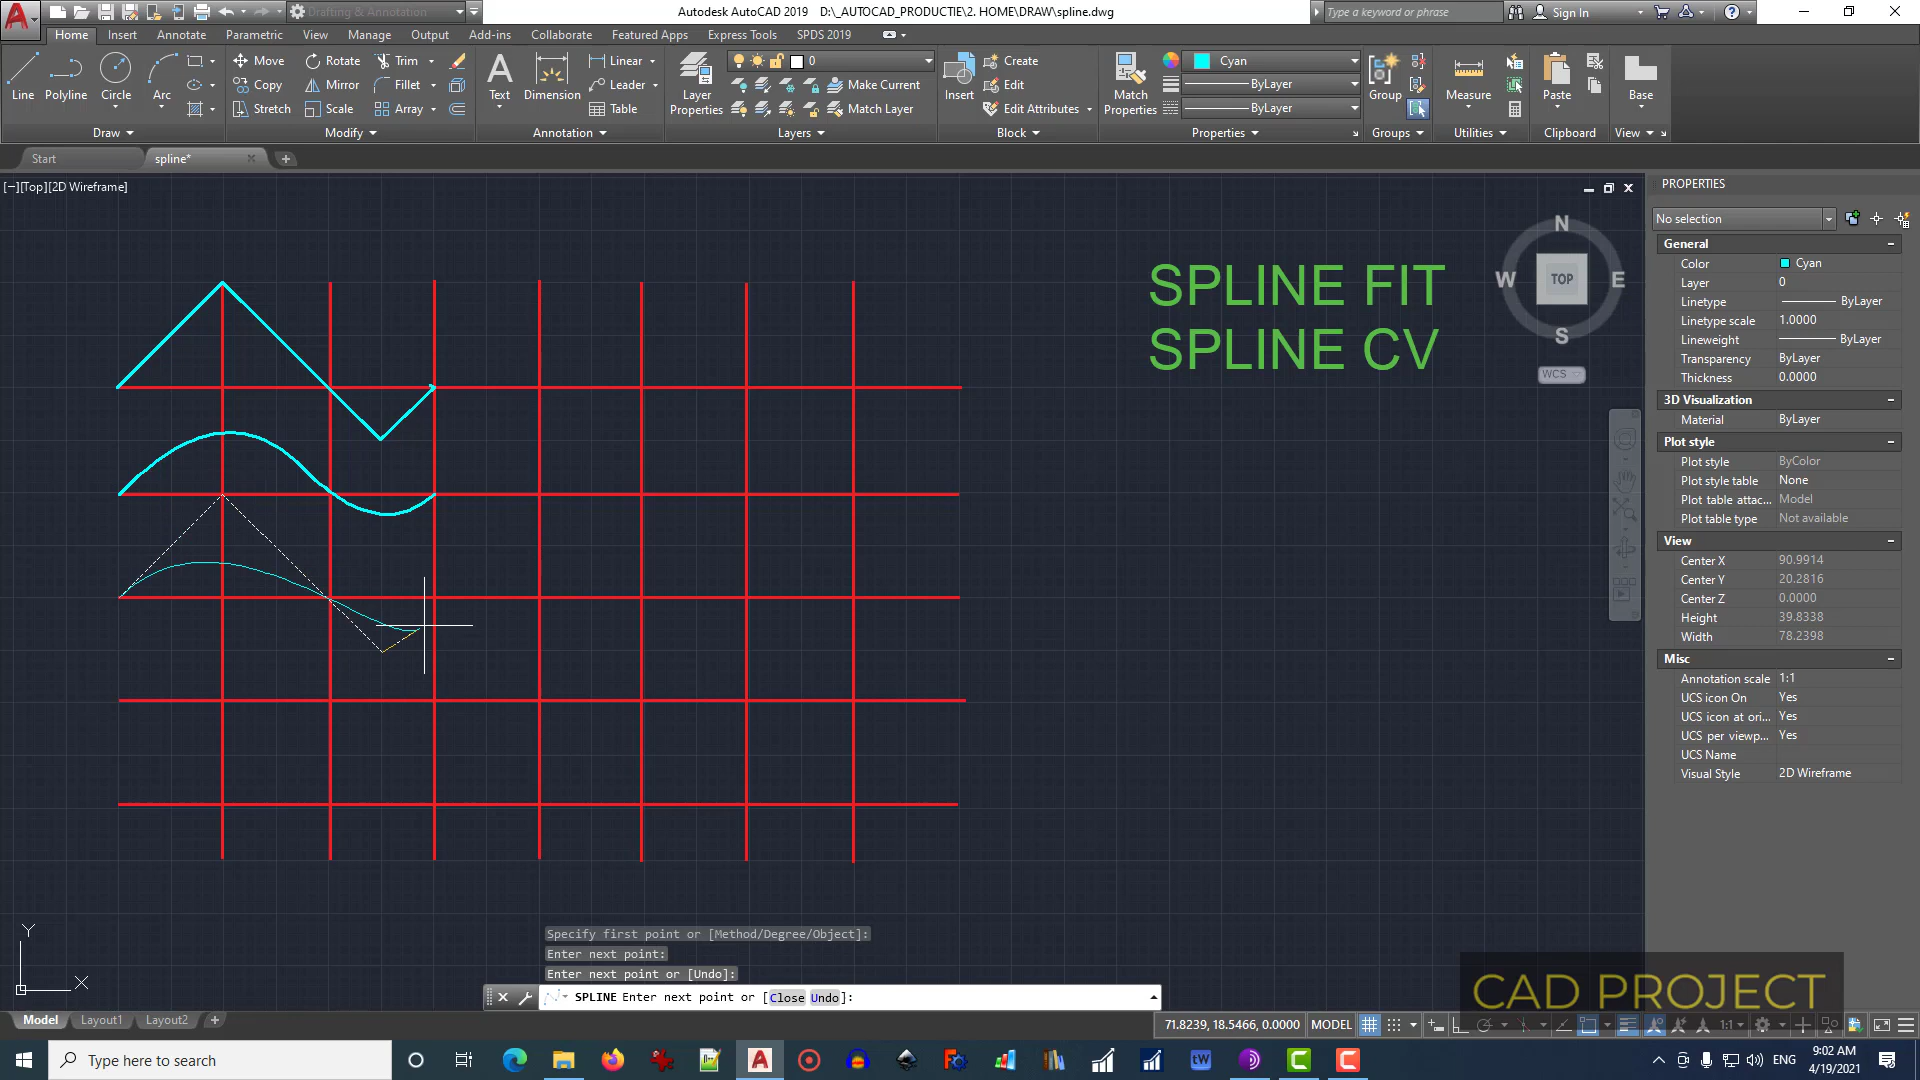 Drafting & Annotation
Autodesk AutoCAD 2019 D:\_AUTOCAD_PRODUCTIE\2. HOME\DRAW\spline.dwg
Type a keyword or phrase
Sign In
Home Insert Annotate Parametric View Manage Output Add-ins Collaborate Featured Apps Express Tools SPDS 2019
Line Polyline Circle Arc
Move Rotate Trim
Copy Mirror Fillet
Stretch Scale Array
Text Dimension
Linear
Leader
Table
Layer Properties
0
Make Current
Match Layer
Insert
Create
Edit
Edit Attributes
Match Properties
Cyan
ByLayer
ByLayer
Group
Measure
Paste
Base
Draw Modify Annotation Layers Block Properties Groups Utilities Clipboard View
Start spline*
[−][Top][2D Wireframe]
SPLINE FIT
SPLINE CV
N
W TOP E
S
WCS
PROPERTIES
No selection
General
Color Cyan
Layer 0
Linetype ByLayer
Linetype scale 1.0000
Lineweight ByLayer
Transparency ByLayer
Thickness 0.0000
3D Visualization
Material ByLayer
Plot style
Plot style ByColor
Plot style table None
Plot table attac... Model
Plot table type Not available
View
Center X 90.9914
Center Y 20.2816
Center Z 0.0000
Height 39.8338
Width 78.2398
Misc
Annotation scale 1:1
UCS icon On Yes
UCS icon at ori... Yes
UCS per viewp... Yes
UCS Name
Visual Style 2D Wireframe
Y
X
Specify first point or [Method/Degree/Object]:
Enter next point:
Enter next point or [Undo]:
SPLINE Enter next point or [Close Undo]:
CAD PROJECT
Model Layout1 Layout2
71.8239, 18.5466, 0.0000 MODEL 1:1
Type here to search
ENG
9:02 AM
4/19/2021